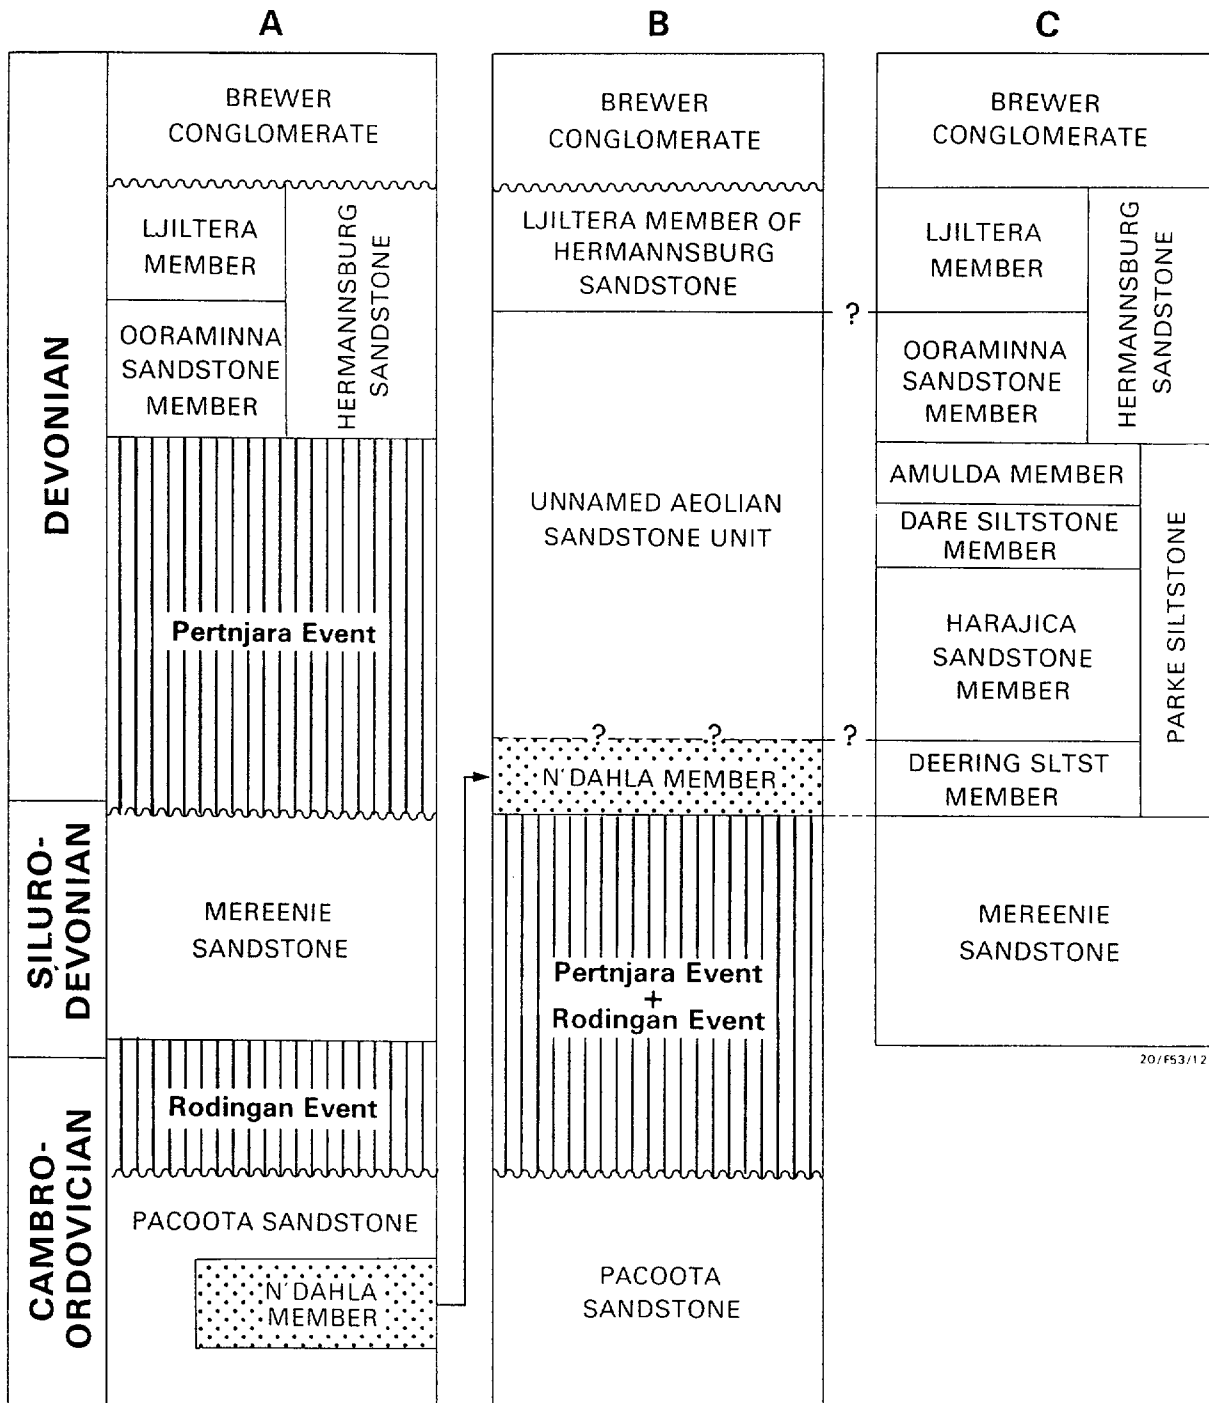 A
B
C
DEVONIAN
SILURO-
DEVONIAN
CAMBRO-
ORDOVICIAN
BREWER
CONGLOMERATE
LJILTERA
MEMBER
OORAMINNA
SANDSTONE
MEMBER
HERMANNSBURG
SANDSTONE
Pertnjara Event
MEREENIE
SANDSTONE
Rodingan Event
PACOOTA SANDSTONE
N'DAHLA
MEMBER
BREWER
CONGLOMERATE
LJILTERA MEMBER OF
HERMANNSBURG
SANDSTONE
?
UNNAMED AEOLIAN
SANDSTONE UNIT
? ? ?
N'DAHLA MEMBER
Pertnjara Event
+
Rodingan Event
PACOOTA
SANDSTONE
BREWER
CONGLOMERATE
LJILTERA
MEMBER
OORAMINNA
SANDSTONE
MEMBER
HERMANNSBURG
SANDSTONE
AMULDA MEMBER
DARE SILTSTONE
MEMBER
HARAJICA
SANDSTONE
MEMBER
DEERING SLTST
MEMBER
PARKE SILTSTONE
MEREENIE
SANDSTONE
20/F53/12